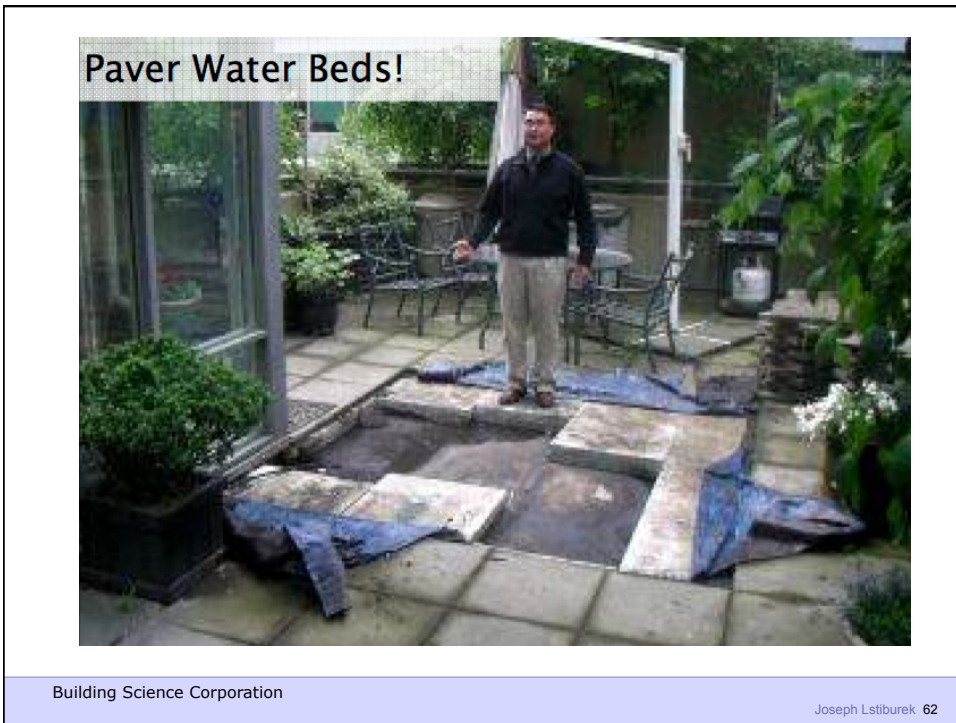 Paver Water Beds!
Building Science Corporation
Joseph Lstiburek 62